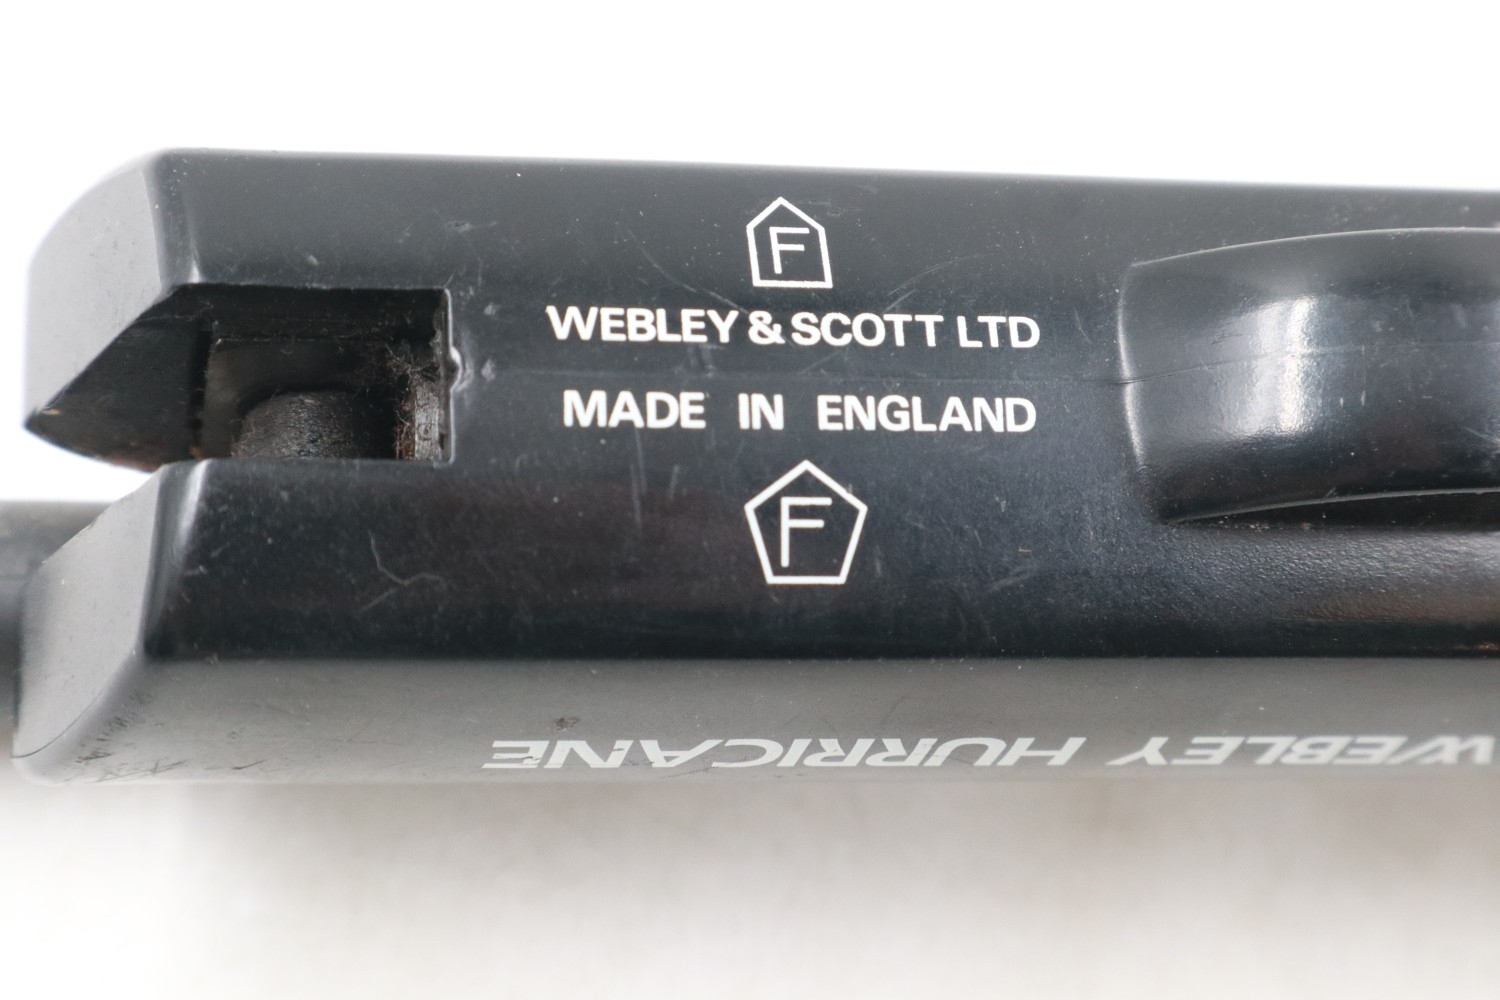 F
WEBLEY & SCOTT LTD
MADE IN ENGLAND
F
WEBLEY HURRICANE